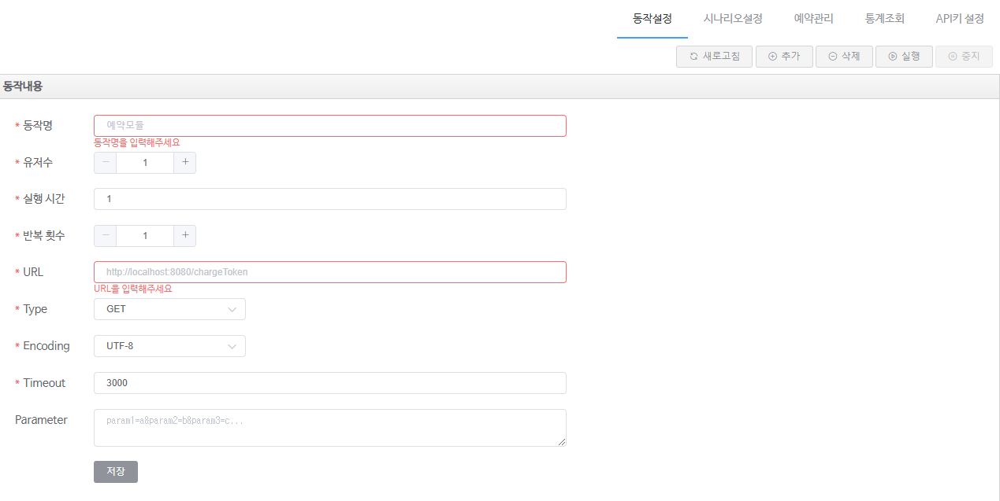 동작설정 시나리오설정 예약관리 통계조회 API키 설정
새로고침 추가 삭제 실행 중지
동작내용
* 동작명 예약모듈
동작명을 입력해주세요
* 유저수 − 1 +
* 실행 시간 1
* 반복 횟수 − 1 +
* URL http://localhost:8080/chargeToken
URL을 입력해주세요
* Type GET
* Encoding UTF-8
* Timeout 3000
Parameter param1=a&param2=b&param3=c...
저장